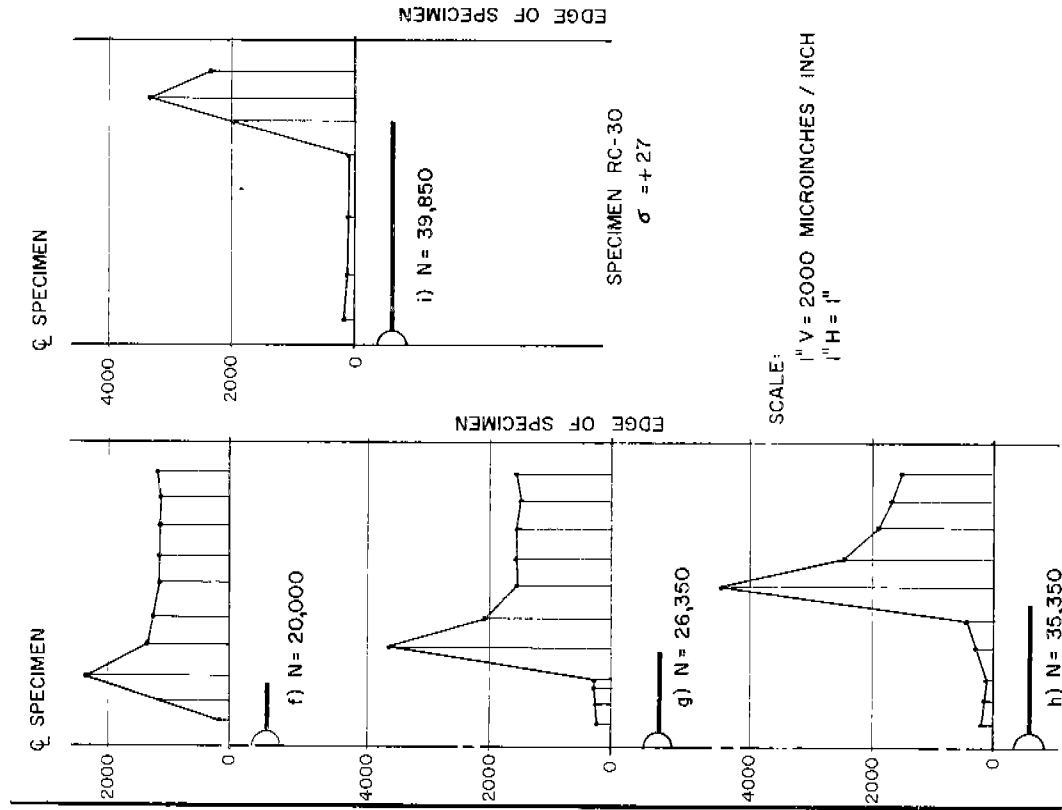 ℄ SPECIMEN
4000
2000
0
EDGE OF SPECIMEN
i) N = 39,850
SPECIMEN RC-30
σ = +27
℄ SPECIMEN
2000
0
f) N = 20,000
EDGE OF SPECIMEN
4000
2000
0
g) N = 26,350
4000
2000
0
h) N = 35,350
SCALE:
1" V = 2000 MICROINCHES / INCH
1" H = 1"